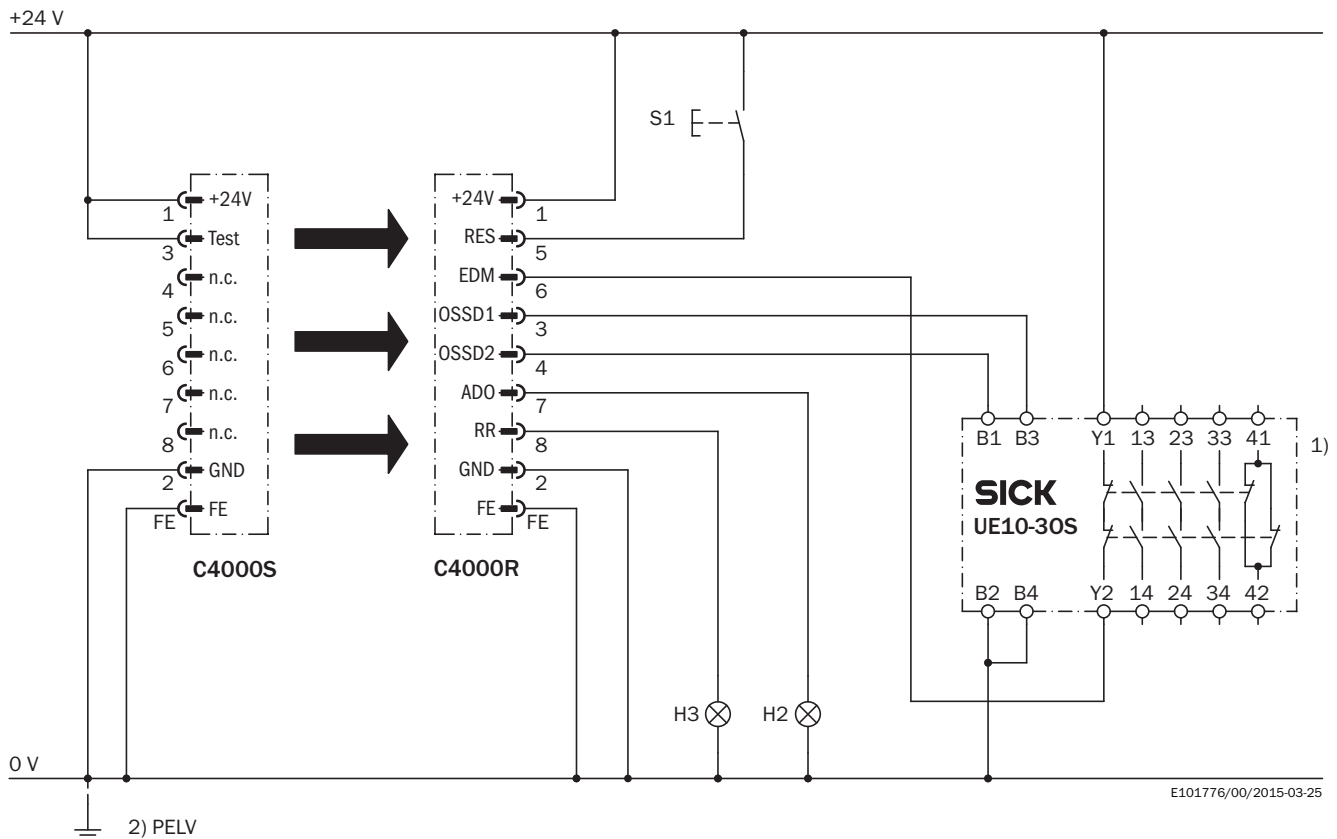 +24 V
S1
+24V
1
Test
3
n.c.
4
n.c.
5
n.c.
6
n.c.
7
n.c.
8
GND
2
FE
FE
C4000S
+24V
1
RES
5
EDM
6
OSSD1
3
OSSD2
4
ADO
7
RR
8
GND
2
FE
FE
C4000R
B1 B3 Y1 13 23 33 41
1)
SICK
UE10-30S
B2 B4 Y2 14 24 34 42
H3
H2
0 V
E101776/00/2015-03-25
2) PELV